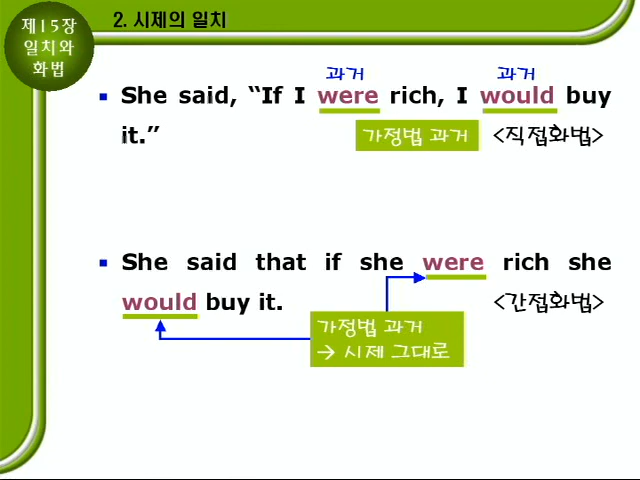 제15장
일치와
화법
2. 시제의 일치
과거 과거
▪ She said, “If I were rich, I would buy
it.” 가정법 과거 <직접화법>
▪ She said that if she were rich she
would buy it. <간접화법>
가정법 과거
→ 시제 그대로